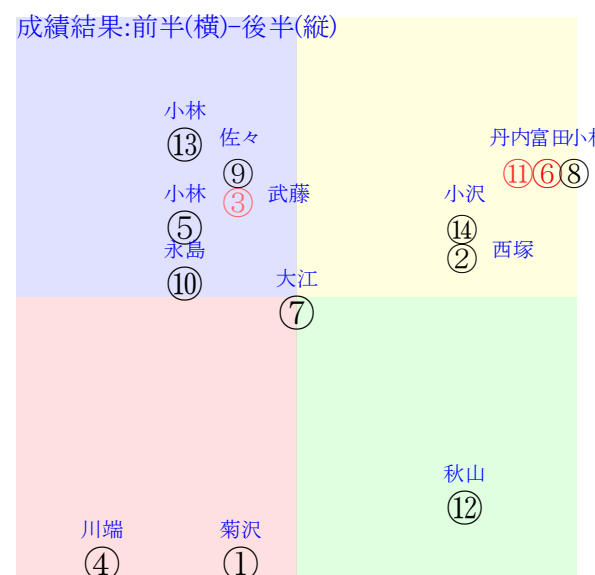 成績結果:前半(横)-後半(縦)
小林
⑬
佐々
⑨
丹内富田小林
⑪⑥⑧
小林
⑤
③
武藤
小沢
⑭
②
西塚
永島
⑩
大江
⑦
秋山
⑫
川端
④
菊沢
①